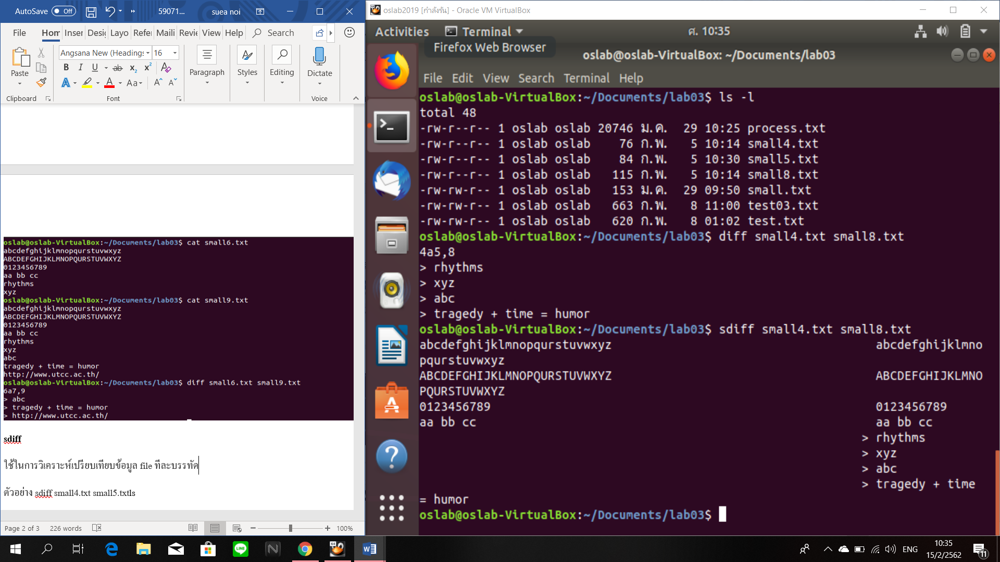 AutoSave Off 59071... suea noi
File Hom Inser Desi Layo Refer Maili Revie View Help Search
Paste Angsana New (Headings 16 Paragraph Styles Editing Dictate
B I U ab x₂ x²
A A Aa A A
Clipboard Font Voice
oslab@oslab-VirtualBox:~/Documents/lab03$ cat small6.txt
abcdefghijklmnopqurstuvwxyz
ABCDEFGHIJKLMNOPQURSTUVWXYZ
0123456789
aa bb cc
rhythms
xyz
oslab@oslab-VirtualBox:~/Documents/lab03$ cat small9.txt
abcdefghijklmnopqurstuvwxyz
ABCDEFGHIJKLMNOPQURSTUVWXYZ
0123456789
aa bb cc
rhythms
xyz
abc
tragedy + time = humor
http://www.utcc.ac.th/
oslab@oslab-VirtualBox:~/Documents/lab03$ diff small6.txt small9.txt
6a7,9
> abc
> tragedy + time = humor
> http://www.utcc.ac.th/
sdiff
ใช้ในการวิเคราะห์เปรียบเทียบข้อมูล file ทีละบรรทัด
ตัวอย่าง sdiff small4.txt small5.txtls
Page 2 of 3 226 words 100%
oslab2019 [กำลังรัน] - Oracle VM VirtualBox
Activities Terminal ศ. 10:35
Firefox Web Browser
oslab@oslab-VirtualBox: ~/Documents/lab03
File Edit View Search Terminal Help
oslab@oslab-VirtualBox:~/Documents/lab03$ ls -l
total 48
-rw-r--r-- 1 oslab oslab 20746 ม.ค. 29 10:25 process.txt
-rw-r--r-- 1 oslab oslab 76 ก.พ. 5 10:14 small4.txt
-rw-r--r-- 1 oslab oslab 84 ก.พ. 5 10:30 small5.txt
-rw-r--r-- 1 oslab oslab 115 ก.พ. 5 10:14 small8.txt
-rw-rw-r-- 1 oslab oslab 153 ม.ค. 29 09:50 small.txt
-rw-rw-r-- 1 oslab oslab 663 ก.พ. 8 11:00 test03.txt
-rw-rw-r-- 1 oslab oslab 620 ก.พ. 8 01:02 test.txt
oslab@oslab-VirtualBox:~/Documents/lab03$ diff small4.txt small8.txt
4a5,8
> rhythms
> xyz
> abc
> tragedy + time = humor
oslab@oslab-VirtualBox:~/Documents/lab03$ sdiff small4.txt small8.txt
abcdefghijklmnopqurstuvwxyz abcdefghijklmno
pqurstuvwxyz
ABCDEFGHIJKLMNOPQURSTUVWXYZ ABCDEFGHIJKLMNO
PQURSTUVWXYZ
0123456789 0123456789
aa bb cc aa bb cc
> rhythms
> xyz
> abc
> tragedy + time
= humor
oslab@oslab-VirtualBox:~/Documents/lab03$
LINE N ENG 10:35
15/2/2562 11